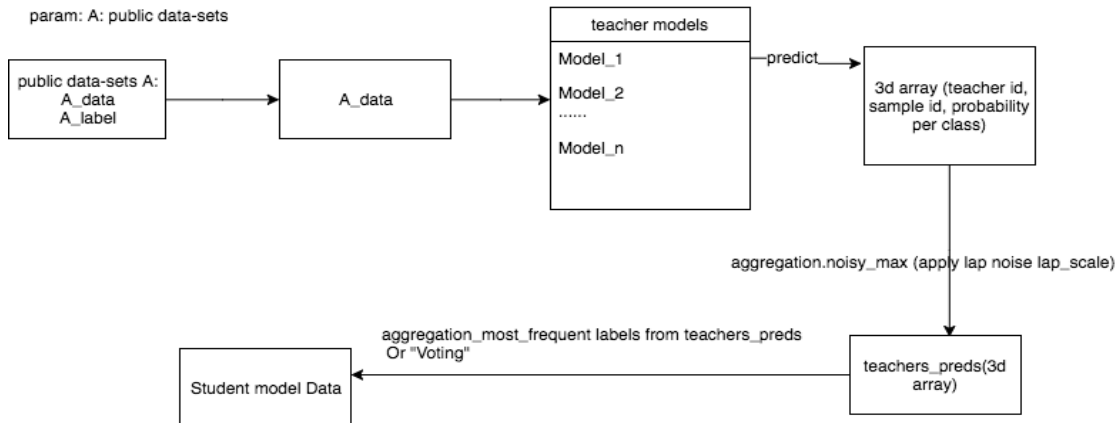 param: A: public data-sets
public data-sets A:
A_data
A_label
A_data
teacher models
Model_1
Model_2
......
Model_n
predict
3d array (teacher id,
sample id, probability
per class)
aggregation.noisy_max (apply lap noise lap_scale)
teachers_preds(3d
array)
aggregation_most_frequent labels from teachers_preds
Or "Voting"
Student model Data